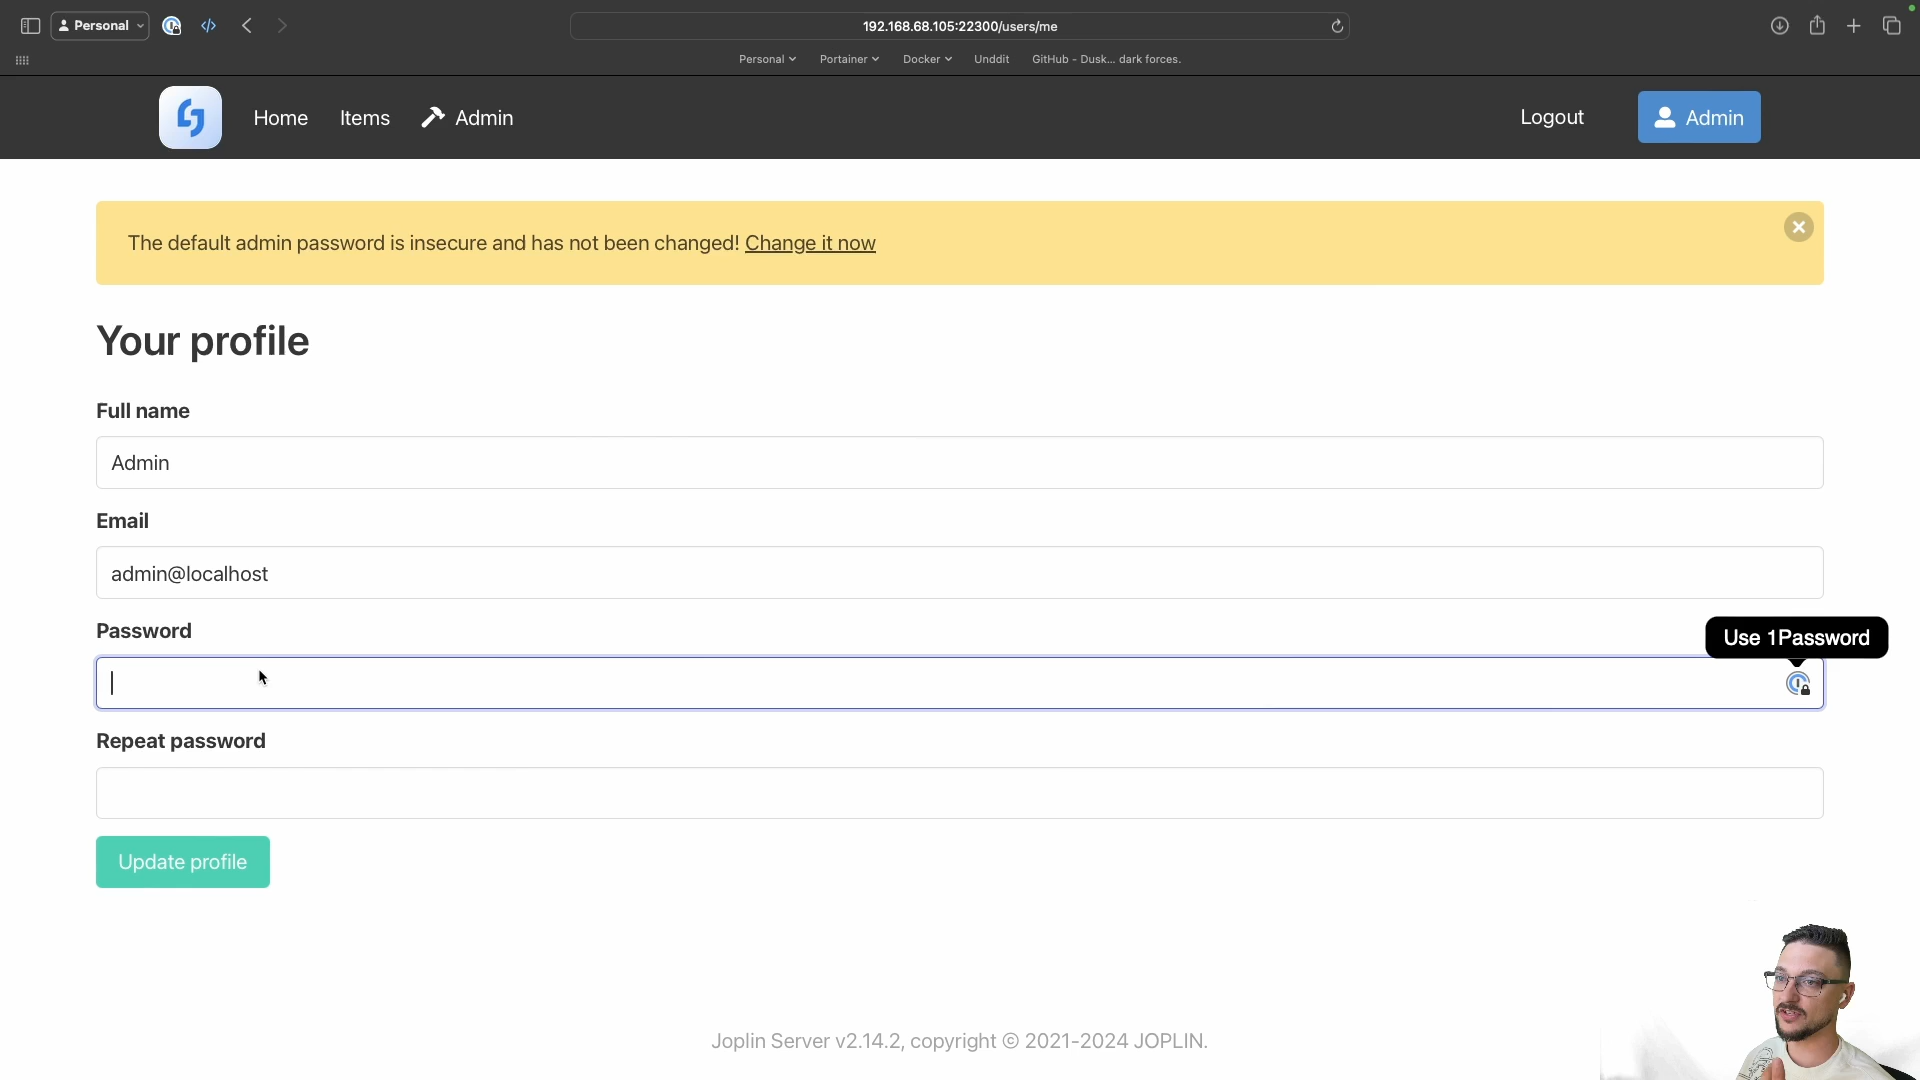 Personal
192.168.68.105:22300/users/me
Personal
Portainer
Docker
Unddit
GitHub - Dusk... dark forces.
Home
Items
Admin
Logout
Admin
The default admin password is insecure and has not been changed! Change it now
Your profile
Full name
Admin
Email
admin@localhost
Password
Use 1Password
Repeat password
Update profile
Joplin Server v2.14.2, copyright © 2021-2024 JOPLIN.